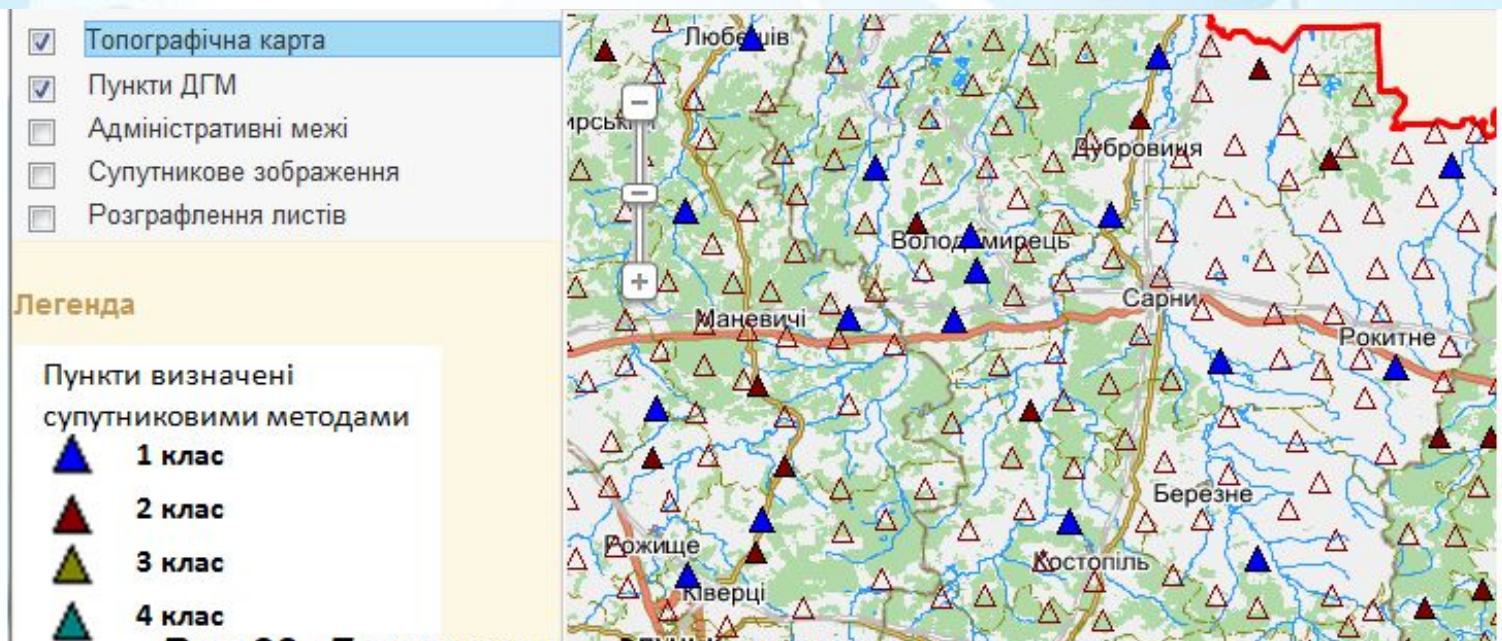 Топографічна карта
Пункти ДГМ
Адміністративні межі
Супутникове зображення
Розграфлення листів
Легенда
Пункти визначені
супутниковими методами
1 клас
2 клас
3 клас
4 клас
Любешів
Дубровиця
Володимирець
Сарни
Маневичі
Рокитне
Березне
Рожище
Костопіль
Ківерці